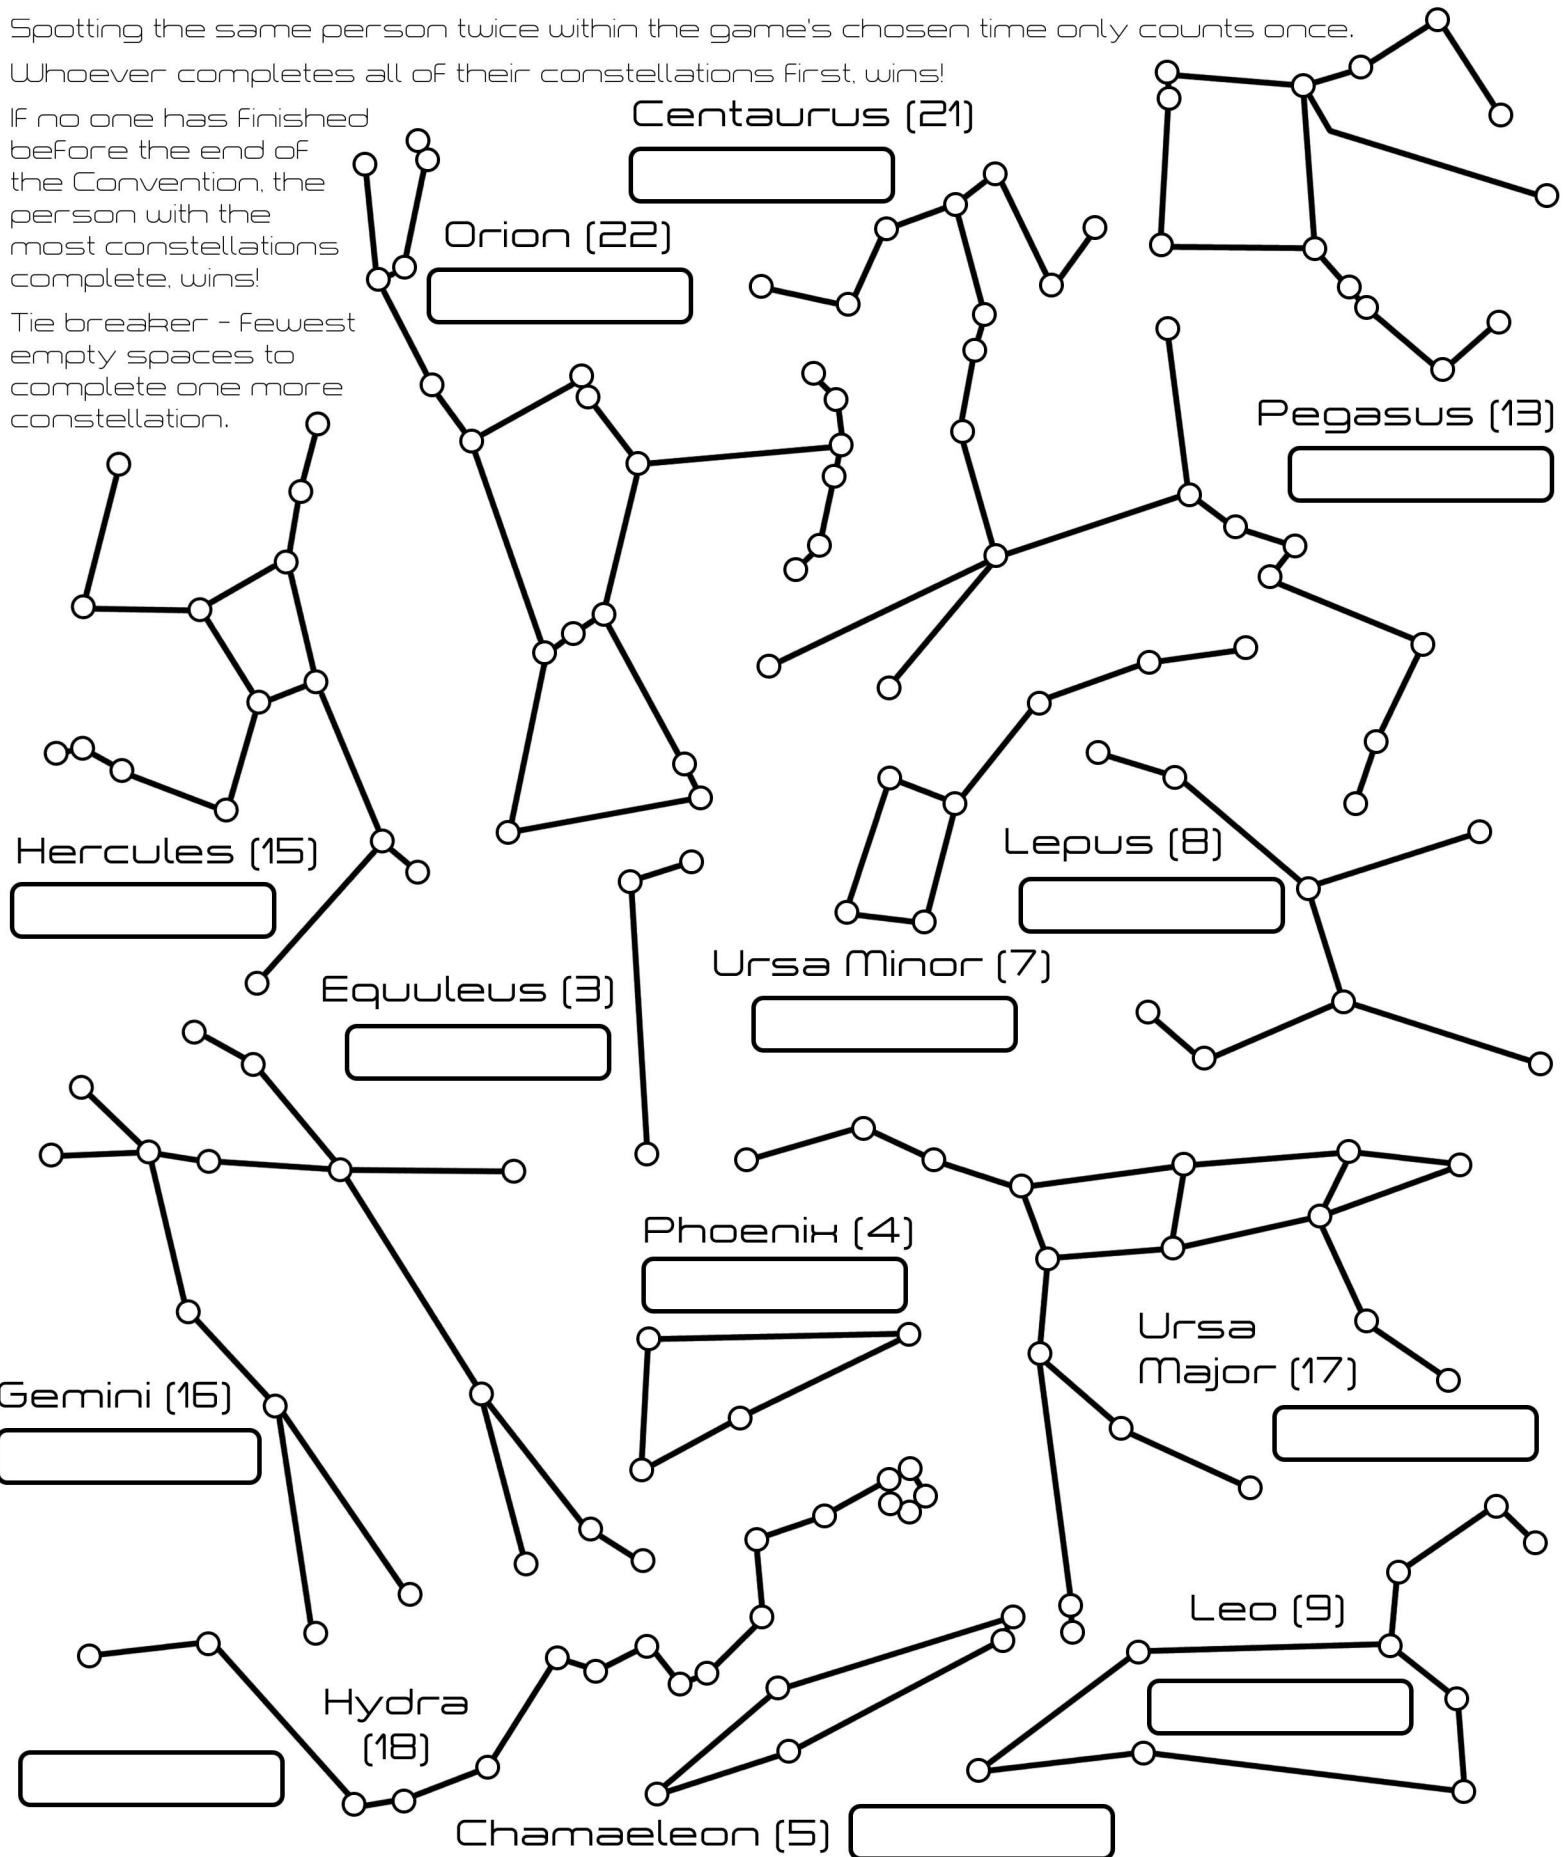 Spotting the same person twice within the game's chosen time only counts once.
Whoever completes all of their constellations first, wins!
If no one has finished
before the end of
the Convention, the
person with the
most constellations
complete, wins!
Tie breaker - fewest
empty spaces to
complete one more
constellation.
Centaurus (21)
Orion (22)
Pegasus (13)
Hercules (15)
Lepus (8)
Ursa Minor (7)
Equuleus (3)
Phoenix (4)
Ursa
Major (17)
Gemini (16)
Leo (9)
Hydra
(18)
Chamaeleon (5)